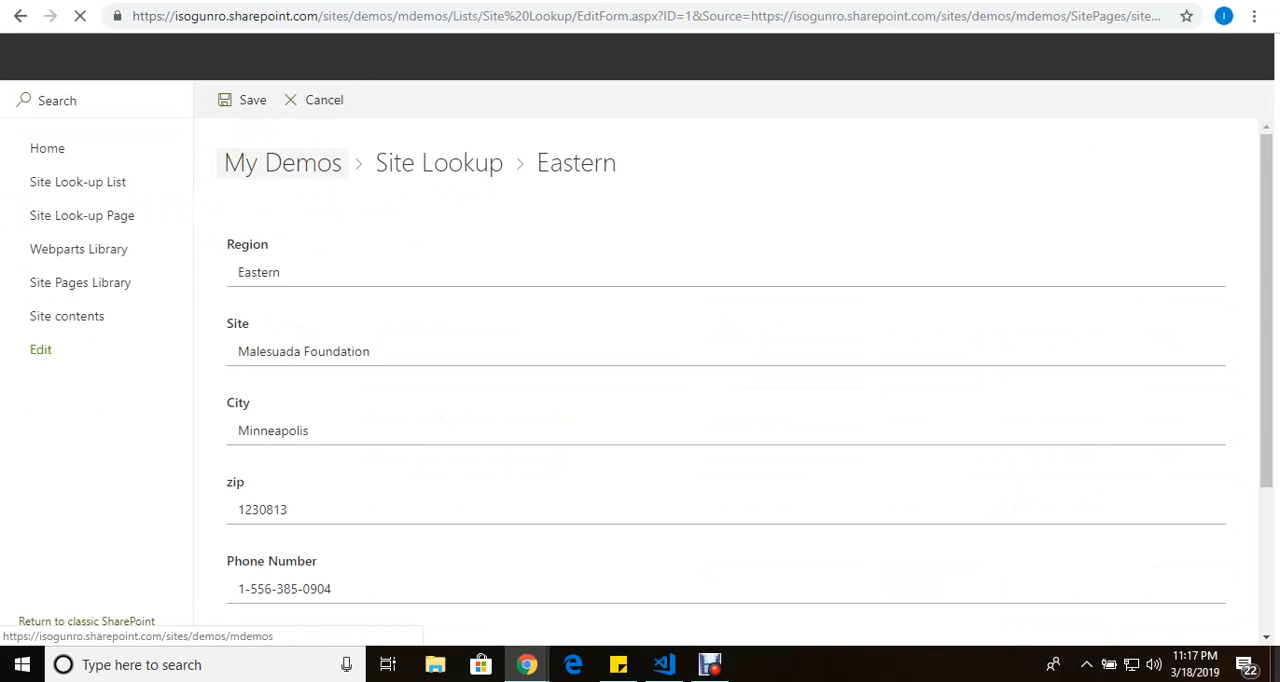 https://isogunro.sharepoint.com/sites/demos/mdemos/Lists/Site%20Lookup/EditForm.aspx?ID=1&Source=https://isogunro.sharepoint.com/sites/demos/mdemos/SitePages/site...
I
Search
Save
Cancel
Home
Site Look-up List
Site Look-up Page
Webparts Library
Site Pages Library
Site contents
Edit
My Demos > Site Lookup > Eastern
Region
Eastern
Site
Malesuada Foundation
City
Minneapolis
zip
1230813
Phone Number
1-556-385-0904
Return to classic SharePoint
https://isogunro.sharepoint.com/sites/demos/mdemos
Type here to search
11:17 PM
3/18/2019
22